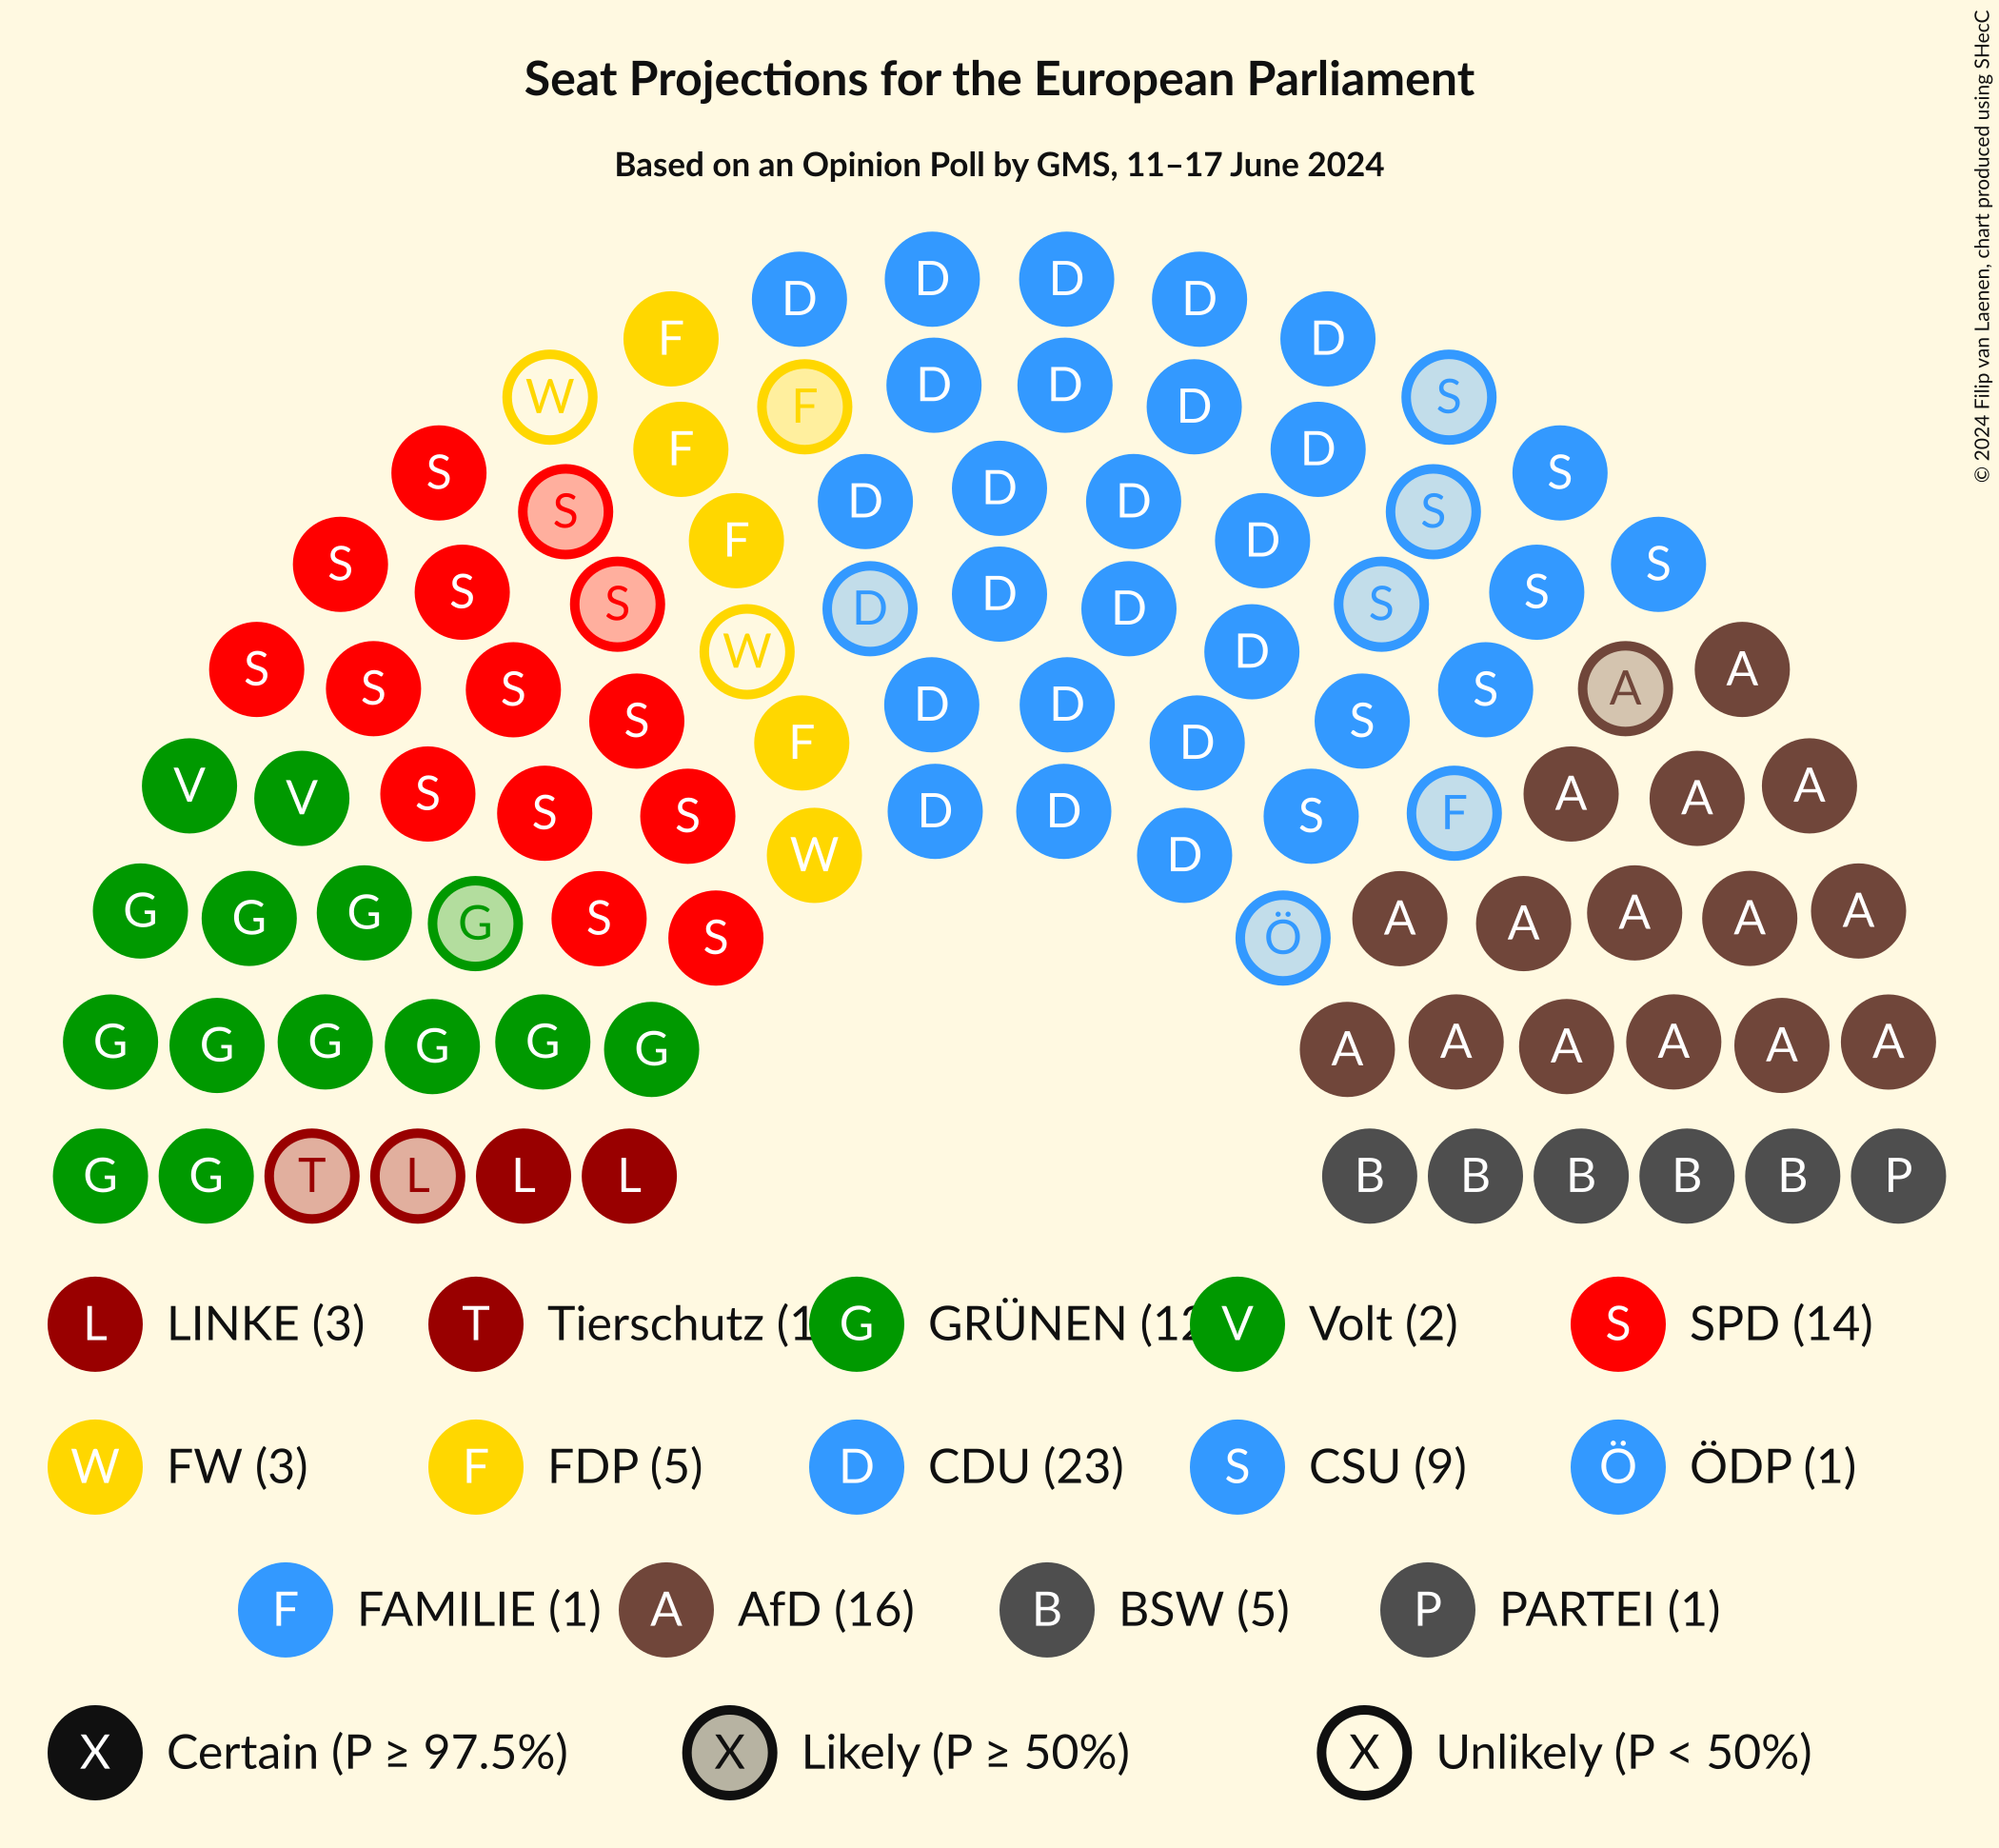 © 2024 Filip van Laenen, chart produced using SHecC
Seat Projections for the European Parliament
Based on an Opinion Poll by GMS, 11–17 June 2024
D D D D
F D
W F D D D S
S F D S
S D D D S
S F D S
S S D D D S S
S W D A
S S S D D S S A
F D
V V S S S D D S F A A A
W D
G G G G S S Ö A A A A A
G G G G G G A A A A A A
G G T L L L B B B B B P
L LINKE (3) T Tierschutz (1 G GRÜNEN (12 V Volt (2) S SPD (14)
W FW (3) F FDP (5) D CDU (23) S CSU (9) Ö ÖDP (1)
F FAMILIE (1) A AfD (16) B BSW (5) P PARTEI (1)
X Certain (P ≥ 97.5%) X Likely (P ≥ 50%) X Unlikely (P < 50%)